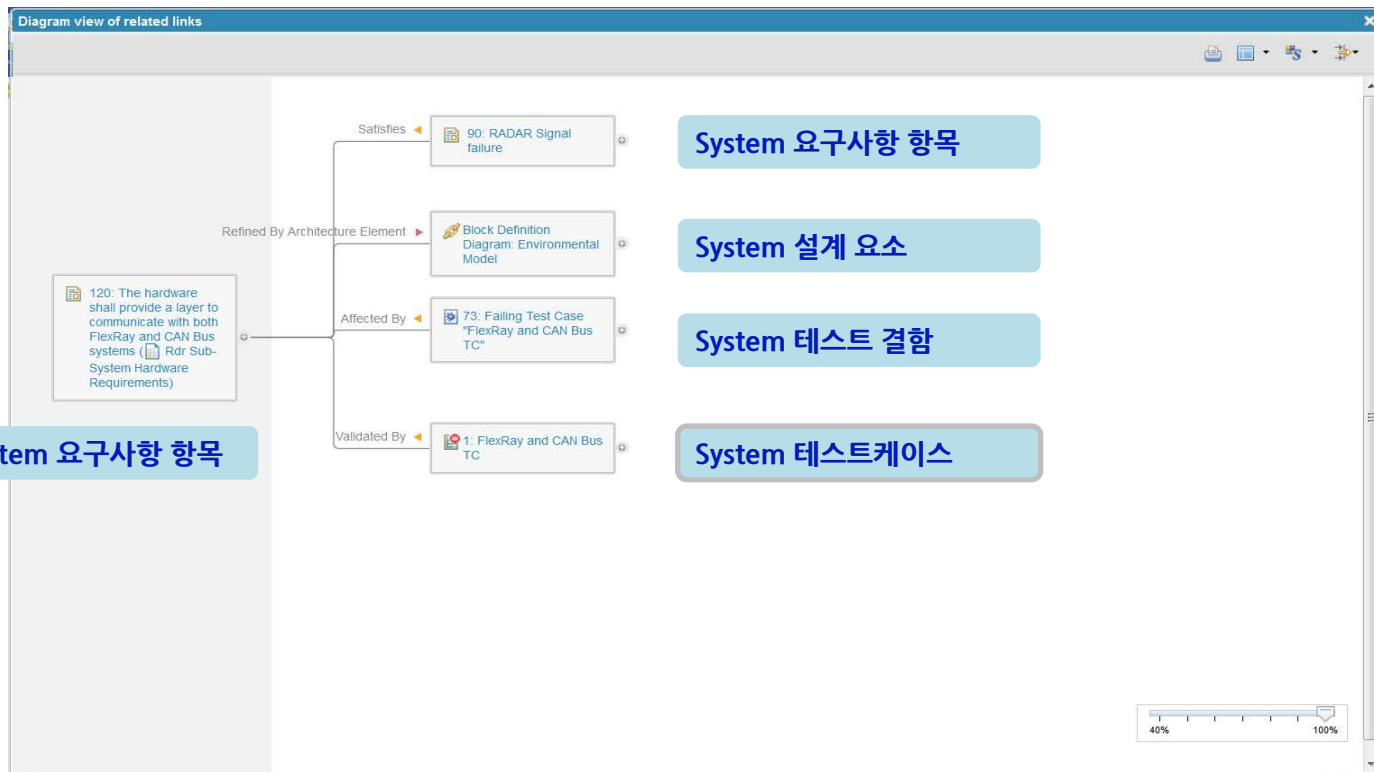 Diagram view of related links
Satisfies
90: RADAR Signal
failure
System 요구사항 항목
Refined By Architecture Element
Block Definition
Diagram: Environmental
Model
System 설계 요소
120: The hardware
shall provide a layer to
communicate with both
FlexRay and CAN Bus
systems ( Rdr Sub-
System Hardware
Requirements)
Affected By
73: Failing Test Case
"FlexRay and CAN Bus
TC"
System 테스트 결함
Validated By
1: FlexRay and CAN Bus
TC
System 테스트케이스
tem 요구사항 항목
40%
100%